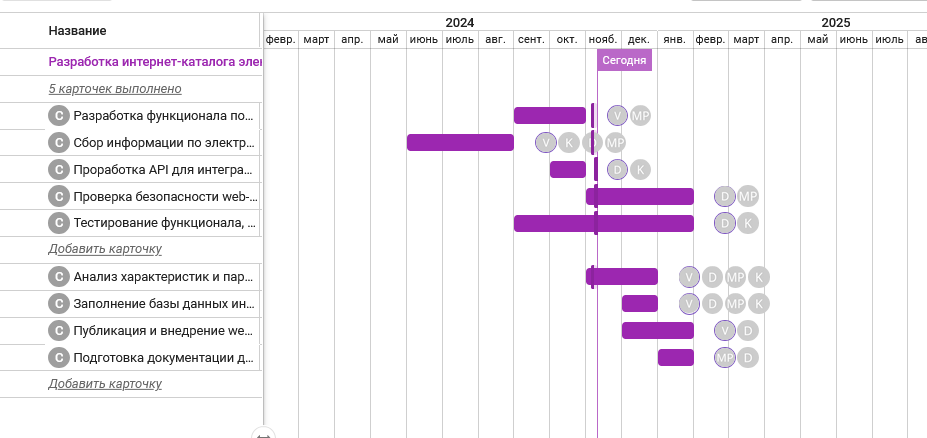 2024 2025
Название
февр. март апр. май июнь июль авг. сент. окт. нояб. дек. янв. февр. март апр. май июнь июль ав
Разработка интернет-каталога эле
Сегодня
5 карточек выполнено
С Разработка функционала по... V MP
С Сбор информации по электр... V K D MP
С Проработка API для интегра... D K
С Проверка безопасности web-... D MP
С Тестирование функционала, ... D K
Добавить карточку
С Анализ характеристик и пар... V D MP K
С Заполнение базы данных ин... V D MP K
С Публикация и внедрение we... V D
С Подготовка документации д... MP D
Добавить карточку